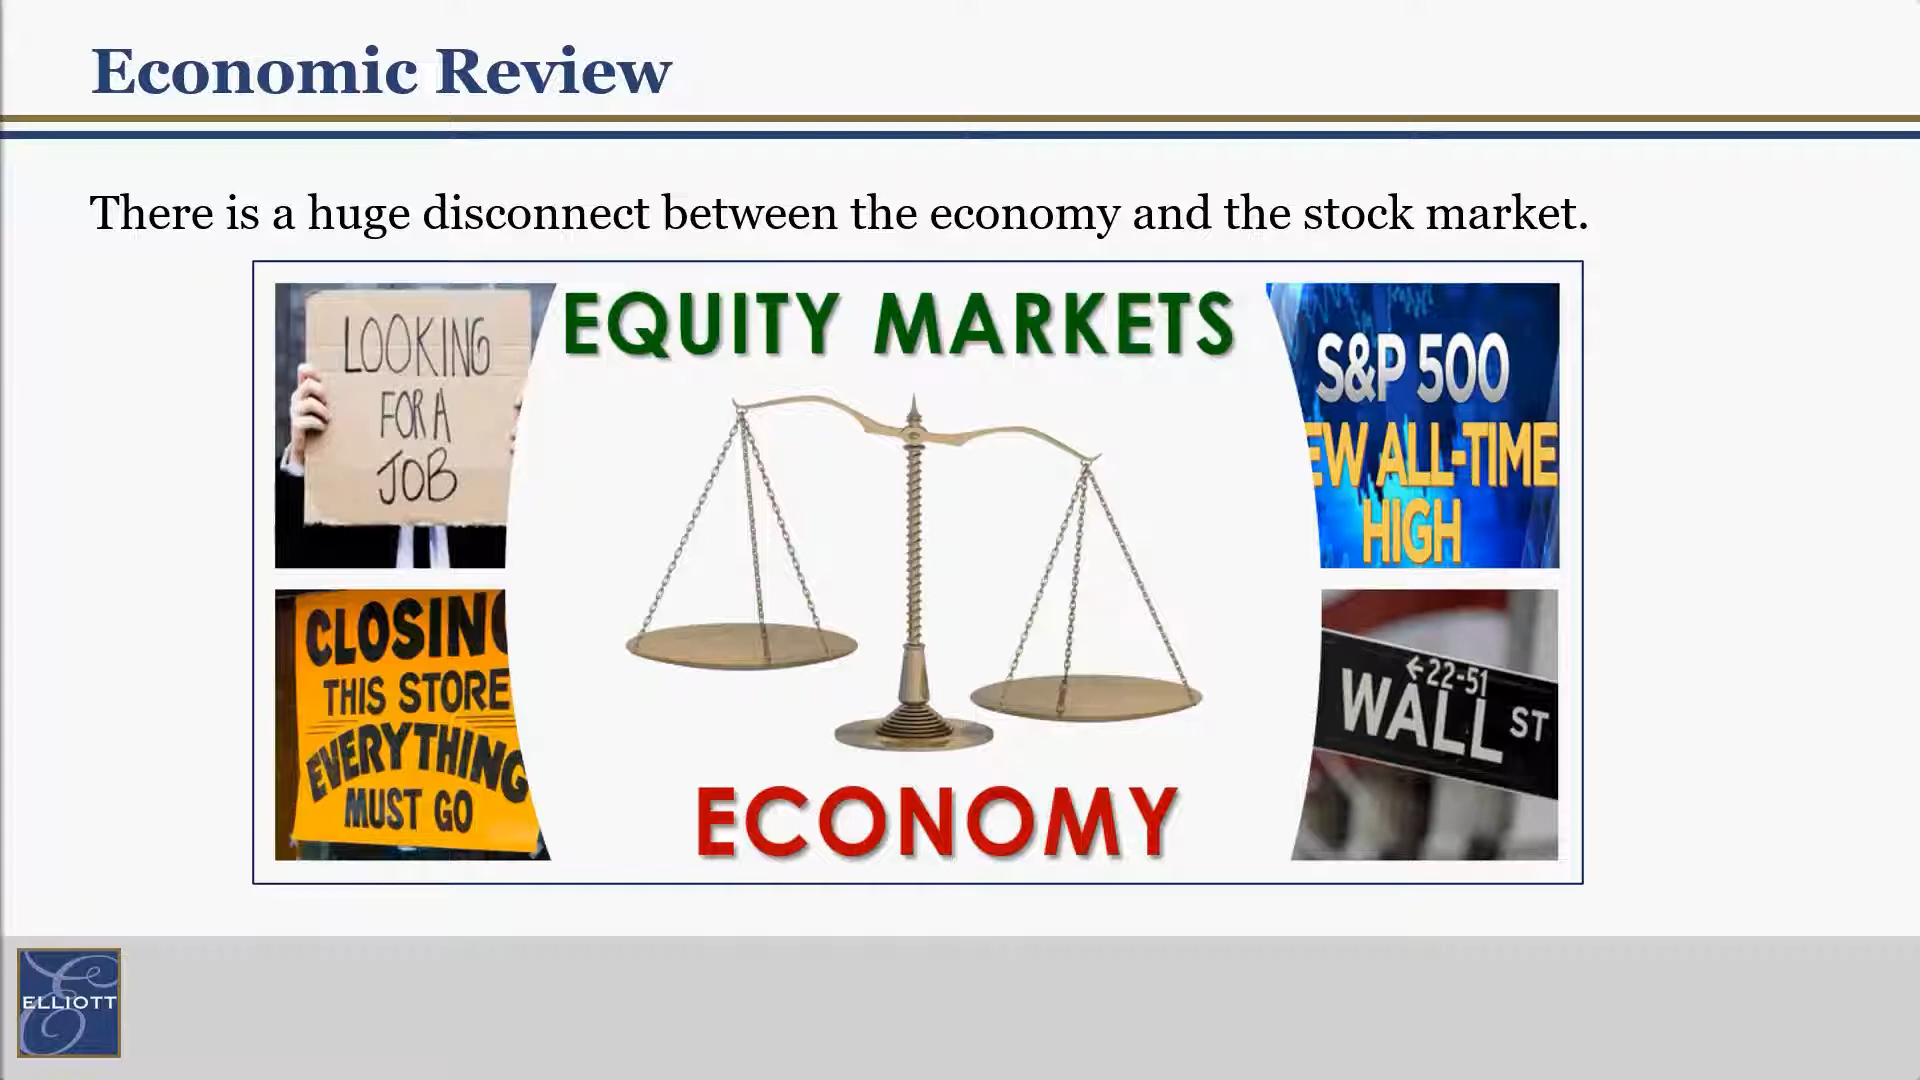 Economic Review
There is a huge disconnect between the economy and the stock market.
LOOKING
FOR A
JOB
CLOSING
THIS STORE
EVERYTHING
MUST GO
EQUITY MARKETS
ECONOMY
S&P 500
EW ALL-TIME
HIGH
←22-51
WALL ST
ELLIOTT